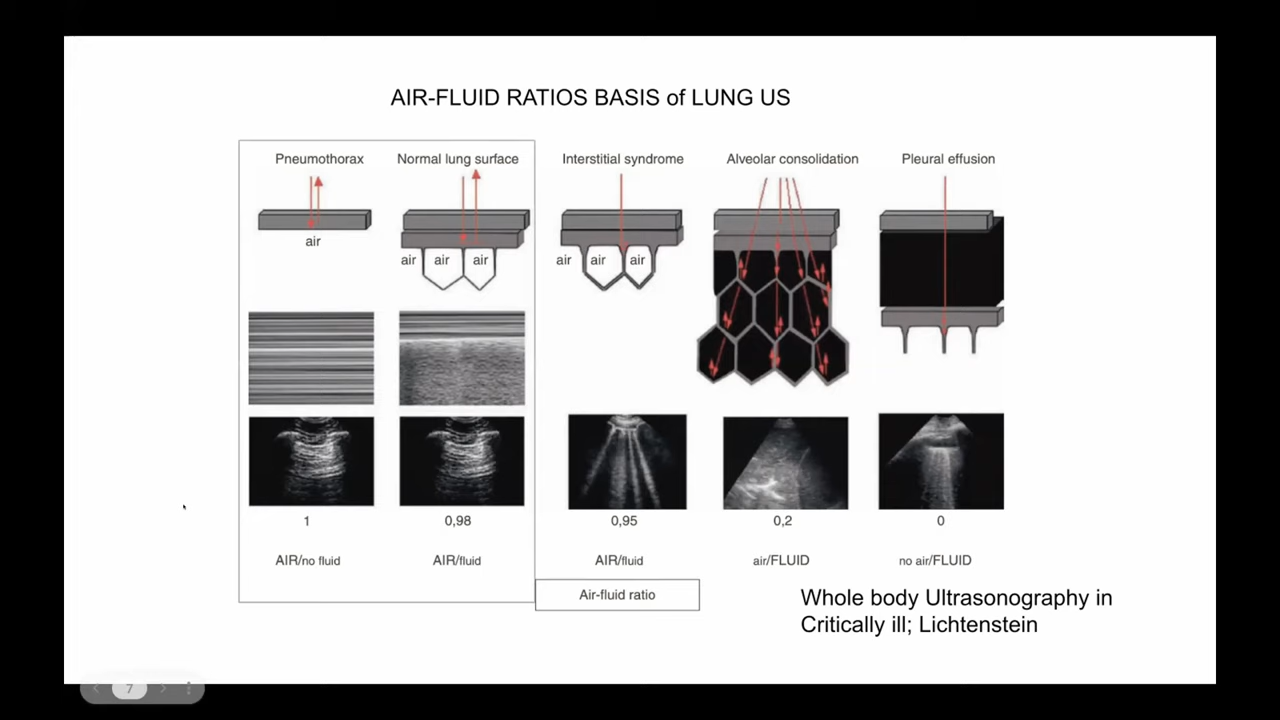 AIR-FLUID RATIOS BASIS of LUNG US
Pneumothorax
Normal lung surface
Interstitial syndrome
Alveolar consolidation
Pleural effusion
air
air
air
air
air
air
air
1
0,98
0,95
0,2
0
AIR/no fluid
AIR/fluid
AIR/fluid
air/FLUID
no air/FLUID
Air-fluid ratio
Whole body Ultrasonography in
Critically ill; Lichtenstein
7